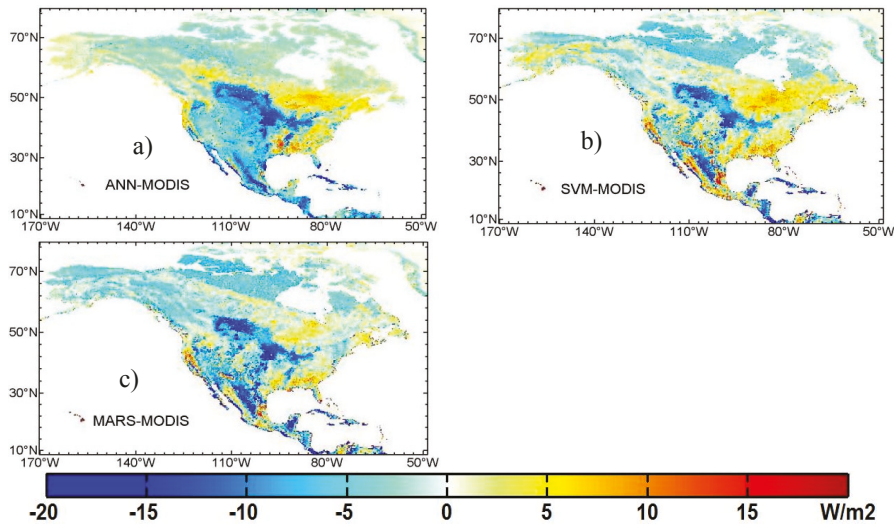 70°N
50°N
30°N
10°N
170°W 140°W 110°W 80°W 50°W
a)
ANN-MODIS
70°N
50°N
30°N
10°N
170°W 140°W 110°W 80°W 50°W
b)
SVM-MODIS
70°N
50°N
30°N
10°N
170°W 140°W 110°W 80°W 50°W
c)
MARS-MODIS
-20 -15 -10 -5 0 5 10 15 W/m2